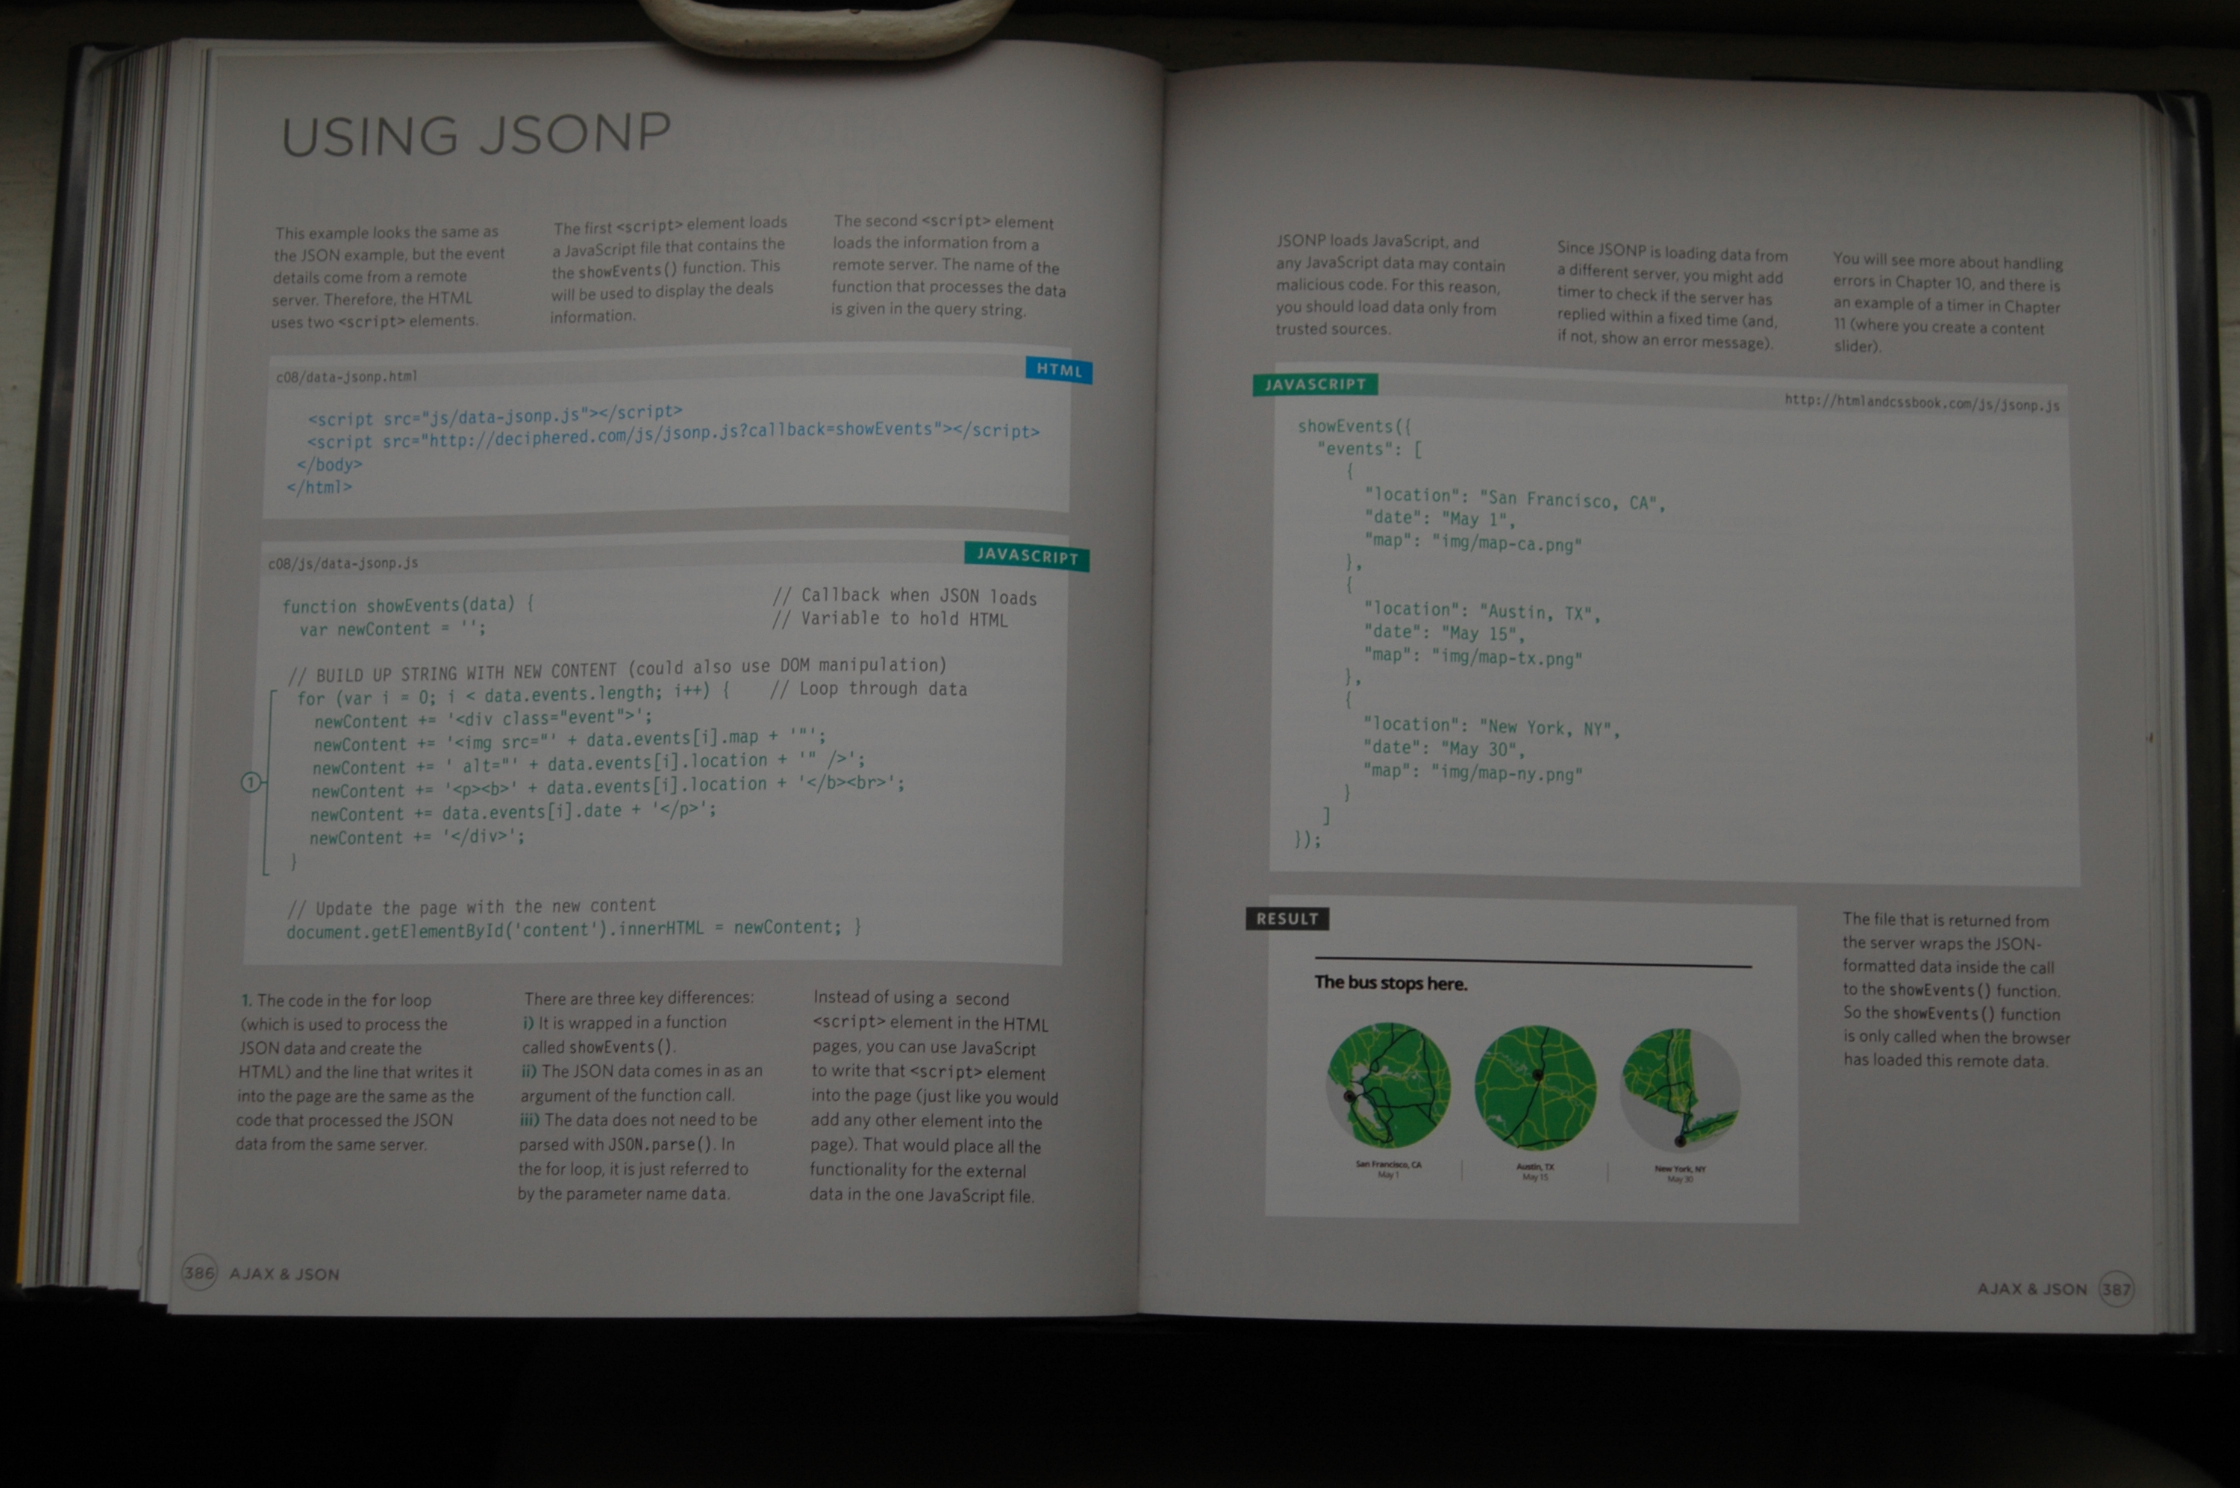 USING JSONP
This example looks the same as
the JSON example, but the event
details come from a remote
server. Therefore, the HTML
uses two <script> elements.
The first <script> element loads
a JavaScript file that contains the
the showEvents() function. This
will be used to display the deals
information.
The second <script> element
loads the information from a
remote server. The name of the
function that processes the data
is given in the query string.
c08/data-jsonp.html
HTML
<script src="js/data-jsonp.js"></script>
<script src="http://deciphered.com/js/jsonp.js?callback=showEvents"></script>
</body>
</html>
c08/js/data-jsonp.js
JAVASCRIPT
function showEvents(data) { // Callback when JSON loads
var newContent = ''; // Variable to hold HTML
// BUILD UP STRING WITH NEW CONTENT (could also use DOM manipulation)
for (var i = 0; i < data.events.length; i++) { // Loop through data
newContent += '<div class="event">';
newContent += '<img src="' + data.events[i].map + '"';
newContent += ' alt="' + data.events[i].location + '" />';
1
newContent += '<p><b>' + data.events[i].location + '</b><br>';
newContent += data.events[i].date + '</p>';
newContent += '</div>';
}
// Update the page with the new content
document.getElementById('content').innerHTML = newContent; }
1. The code in the for loop
(which is used to process the
JSON data and create the
HTML) and the line that writes it
into the page are the same as the
code that processed the JSON
data from the same server.
There are three key differences:
i) It is wrapped in a function
called showEvents().
ii) The JSON data comes in as an
argument of the function call.
iii) The data does not need to be
parsed with JSON.parse(). In
the for loop, it is just referred to
by the parameter name data.
Instead of using a second
<script> element in the HTML
pages, you can use JavaScript
to write that <script> element
into the page (just like you would
add any other element into the
page). That would place all the
functionality for the external
data in the one JavaScript file.
386 AJAX & JSON
JSONP loads JavaScript, and
any JavaScript data may contain
malicious code. For this reason,
you should load data only from
trusted sources.
Since JSONP is loading data from
a different server, you might add
timer to check if the server has
replied within a fixed time (and,
if not, show an error message).
You will see more about handling
errors in Chapter 10, and there is
an example of a timer in Chapter
11 (where you create a content
slider).
JAVASCRIPT
http://htmlandcssbook.com/js/jsonp.js
showEvents({
"events": [
{
"location": "San Francisco, CA",
"date": "May 1",
"map": "img/map-ca.png"
},
{
"location": "Austin, TX",
"date": "May 15",
"map": "img/map-tx.png"
},
{
"location": "New York, NY",
"date": "May 30",
"map": "img/map-ny.png"
}
]
});
RESULT
The bus stops here.
San Francisco, CA
May 1
Austin, TX
May 15
New York, NY
May 30
The file that is returned from
the server wraps the JSON-
formatted data inside the call
to the showEvents() function.
So the showEvents() function
is only called when the browser
has loaded this remote data.
AJAX & JSON 387